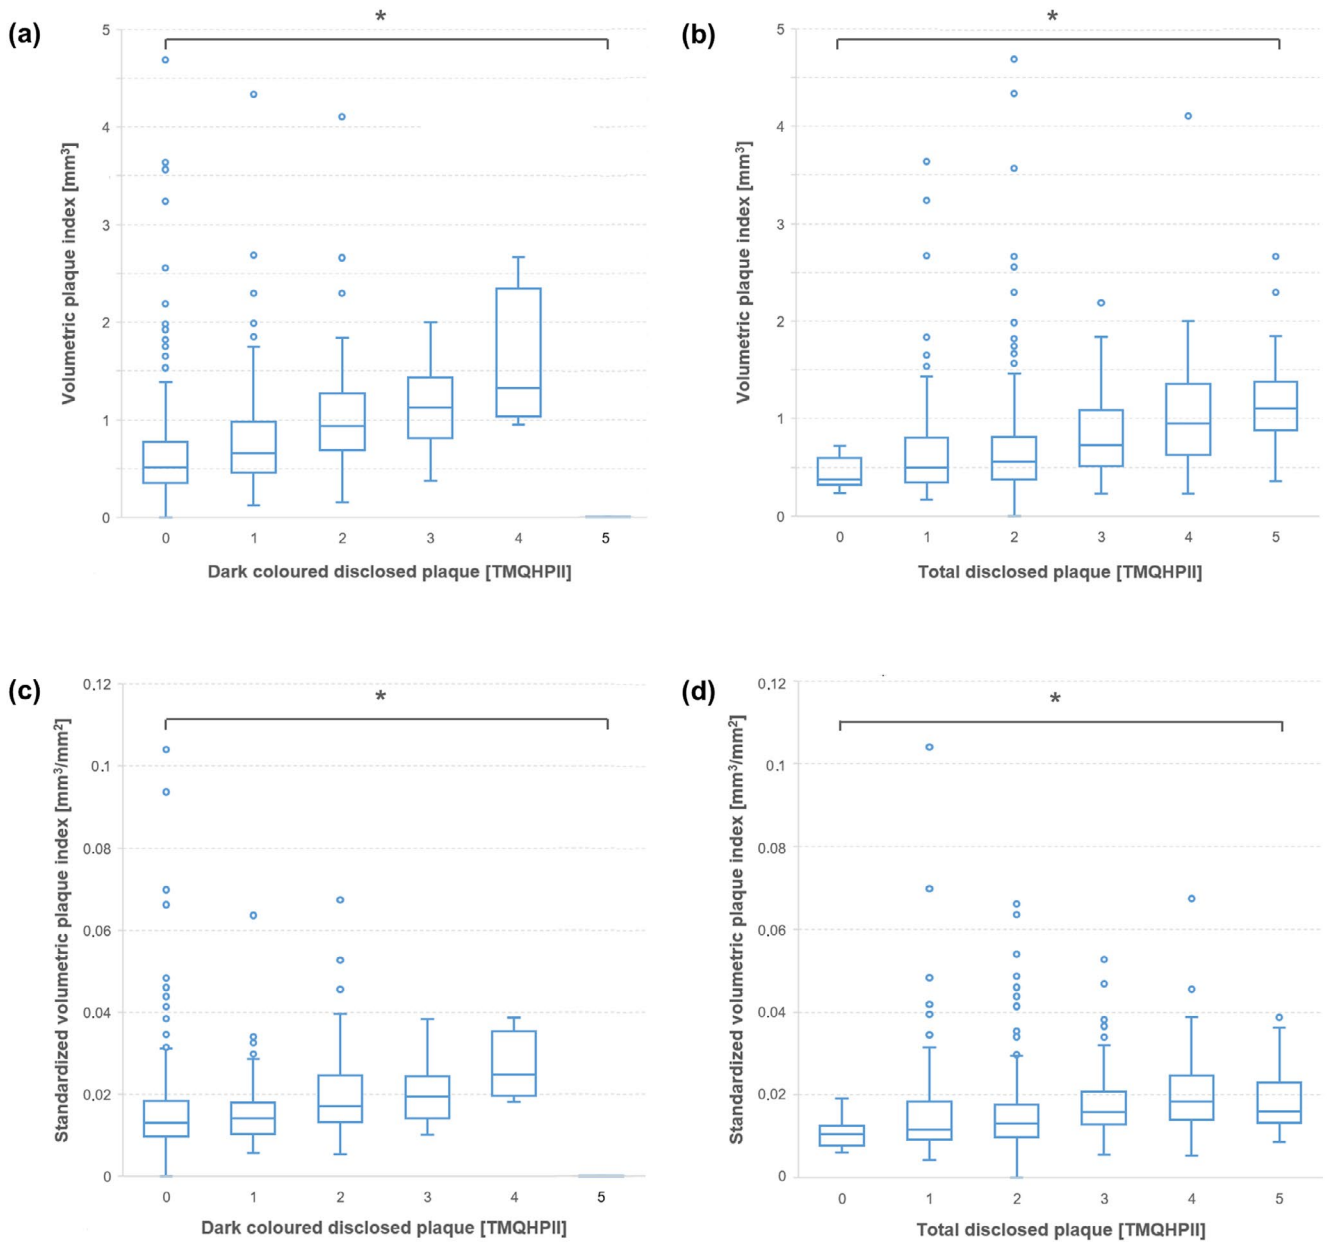 (a)
*
5
4
3
2
1
0
Volumetric plaque index [mm³]
0 1 2 3 4 5
Dark coloured disclosed plaque [TMQHPII]
(b)
*
5
4
3
2
1
0
Volumetric plaque index [mm³]
0 1 2 3 4 5
Total disclosed plaque [TMQHPII]
(c)
*
0.12
0.1
0.08
0.06
0.04
0.02
0
Standardized volumetric plaque index [mm³/mm²]
0 1 2 3 4 5
Dark coloured disclosed plaque [TMQHPII]
(d)
*
0.12
0.1
0.08
0.06
0.04
0.02
0
Standardized volumetric plaque index [mm³/mm²]
0 1 2 3 4 5
Total disclosed plaque [TMQHPII]